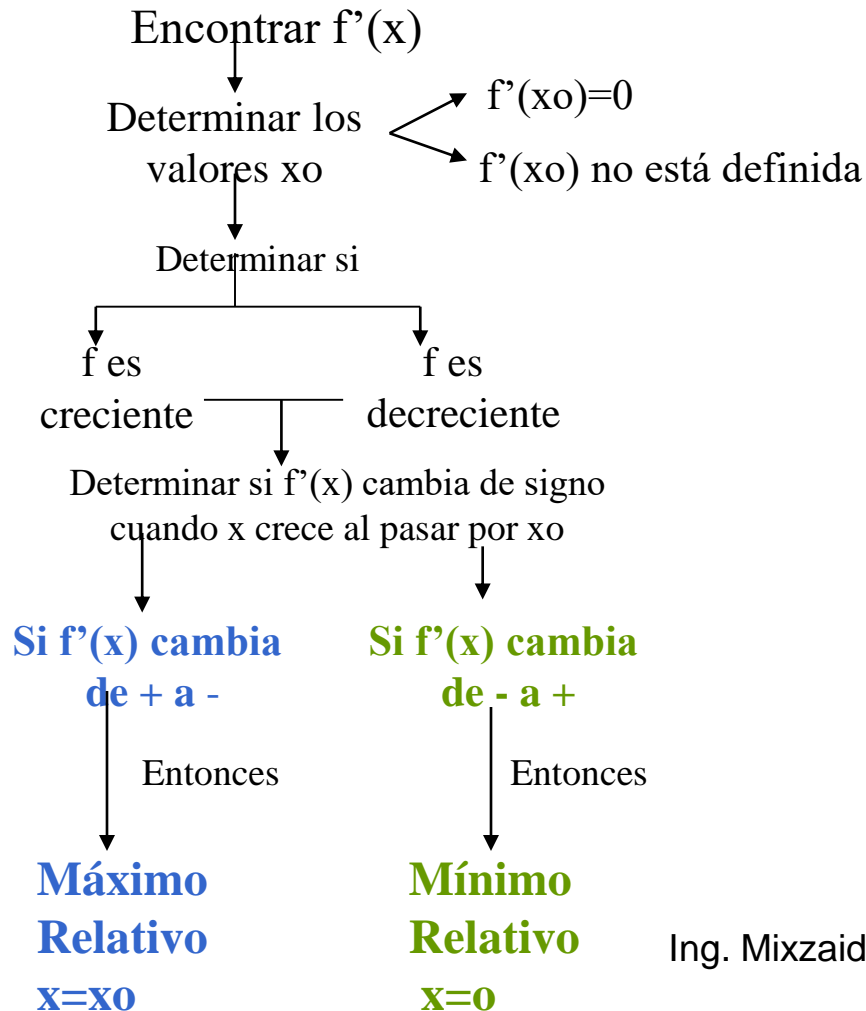 Encontrar f’(x)
f’(xo)=0
Determinar los
valores xo
f’(xo) no está definida
Determinar si
f es
creciente
f es
decreciente
Determinar si f’(x) cambia de signo
cuando x crece al pasar por xo
Si f’(x) cambia
de + a -
Si f’(x) cambia
de - a +
Entonces
Entonces
Máximo
Relativo
x=xo
Mínimo
Relativo
x=o
Ing. Mixzaid